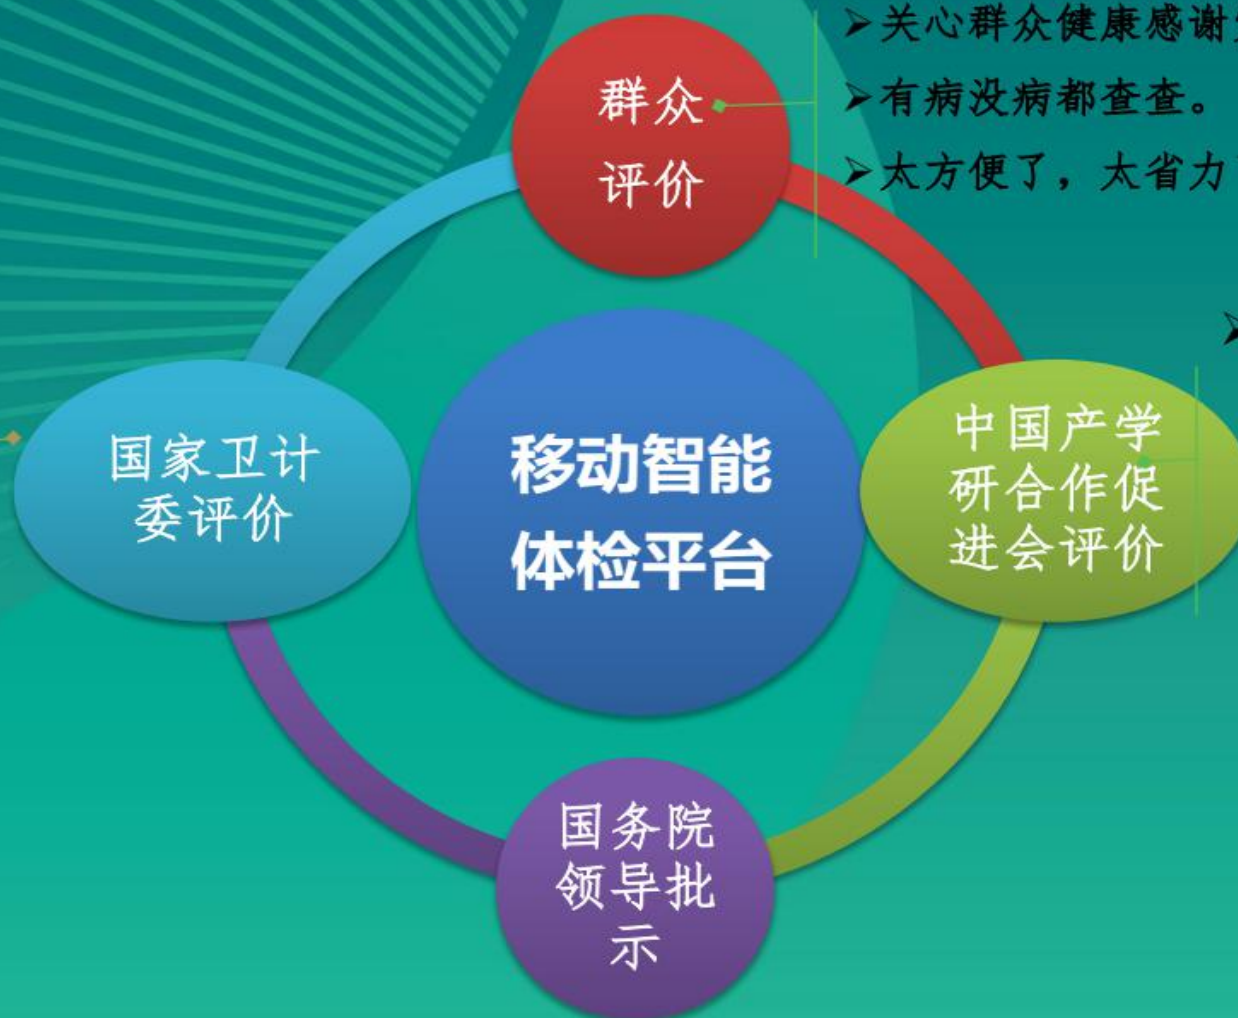 ➢关心群众健康感谢
➢有病没病都查查。
➢太方便了，太省力
群众
评价
➢
国家卫计
委评价
移动智能
体检平台
中国产学
研合作促
进会评价
国务院
领导批
示